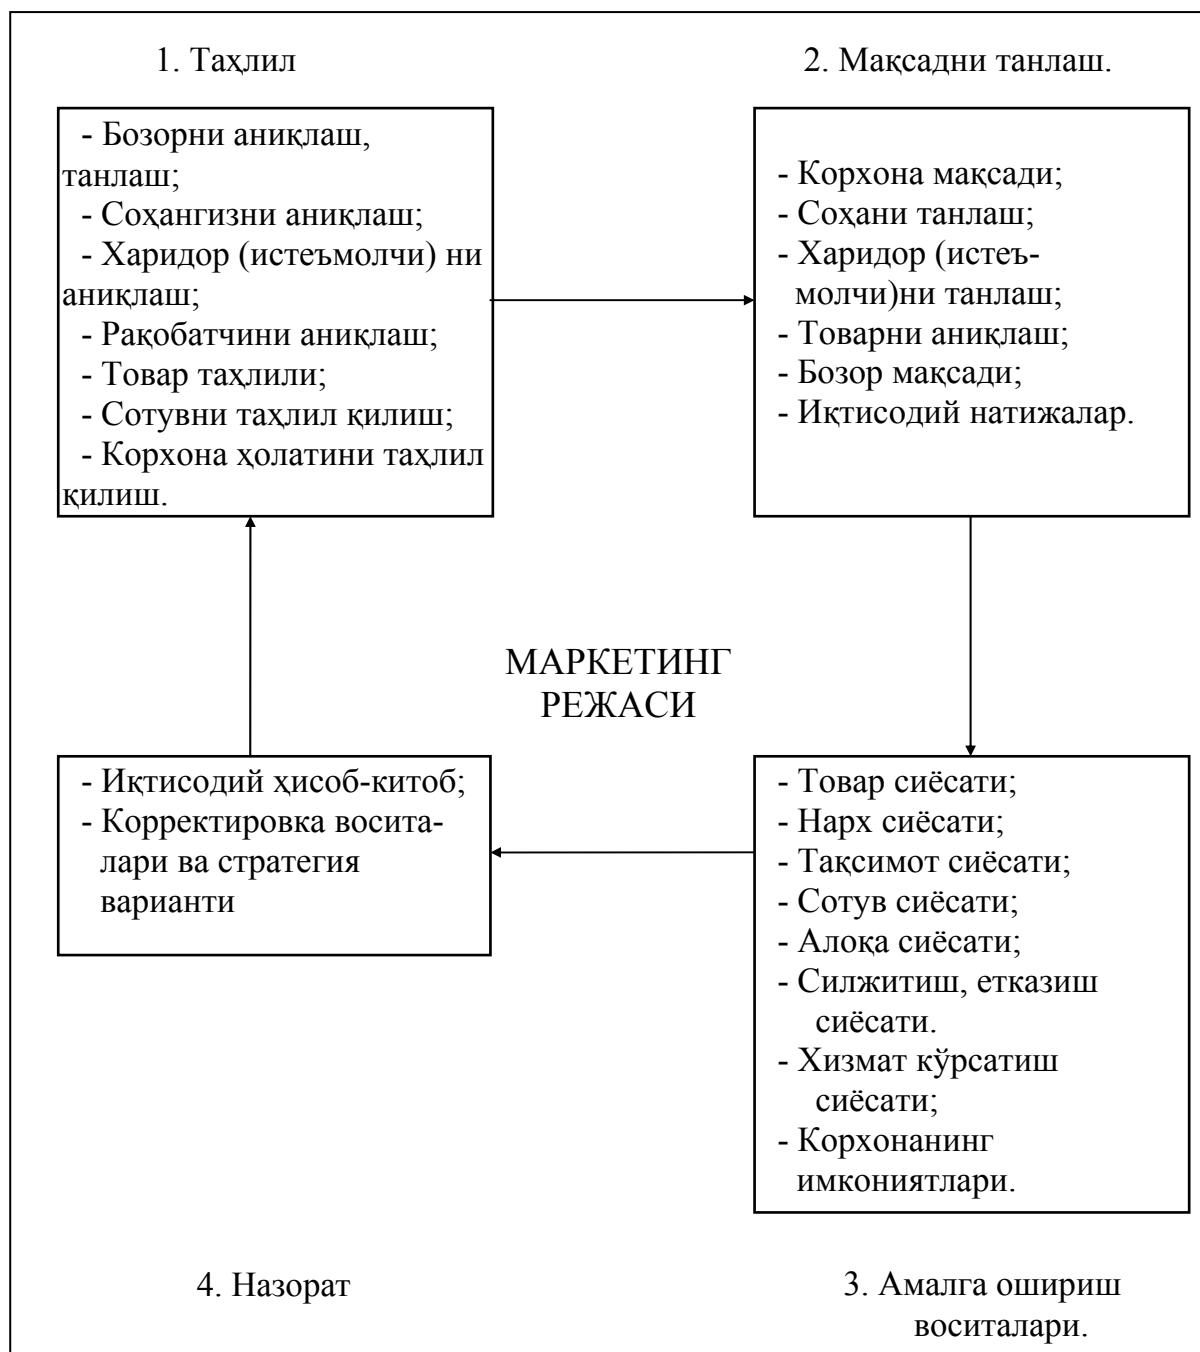 1. Таҳлил
- Бозорни аниқлаш,
танлаш;
- Соҳангизни аниқлаш;
- Харидор (истеъмолчи) ни
аниқлаш;
- Рақобатчини аниқлаш;
- Товар таҳлили;
- Сотувни таҳлил қилиш;
- Корхона ҳолатини таҳлил
қилиш.
2. Мақсадни танлаш.
- Корхона мақсади;
- Соҳани танлаш;
- Харидор (истеъ-
молчи)ни танлаш;
- Товарни аниқлаш;
- Бозор мақсади;
- Иқтисодий натижалар.
МАРКЕТИНГ
РЕЖАСИ
- Товар сиёсати;
- Нарх сиёсати;
- Тақсимот сиёсати;
- Сотув сиёсати;
- Алоқа сиёсати;
- Силжитиш, етказиш
сиёсати.
- Хизмат кўрсатиш
сиёсати;
- Корхонанинг
имкониятлари.
3. Амалга ошириш
воситалари.
- Иқтисодий ҳисоб-китоб;
- Корректировка восита-
лари ва стратегия
варианти
4. Назорат